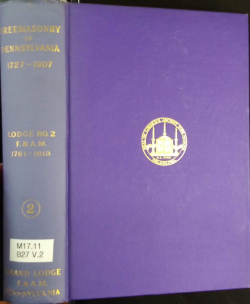 FREEMASONRY
IN
PENNSYLVANIA
1727-1907
LODGE NO 2
F. & A.M.
2
M17.11
B27 V.2
GRAND LODGE
F. & A.M.
PENNSYLVANIA